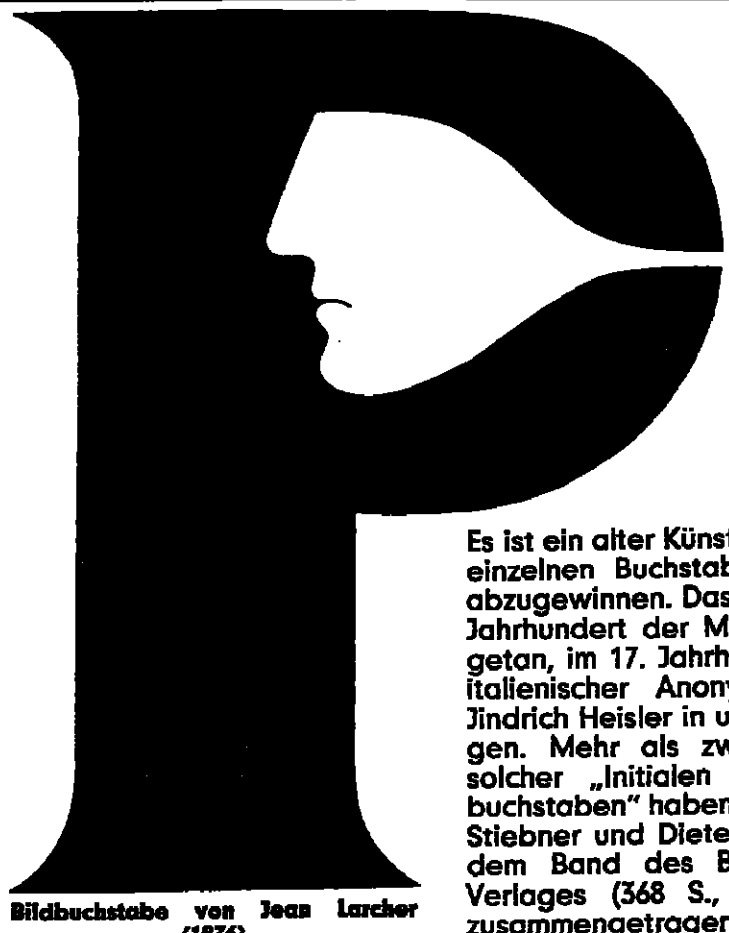 P
Bildbuchstabe von Jean Larcher
(1976)
Es ist ein alter Künst
einzelnen Buchstab
abzugewinnen. Das
Jahrhundert der M
getan, im 17. Jahrh
italienischer Anony
Jindrich Heisler in u
gen. Mehr als zw
solcher „Initialen
buchstaben" haben
Stiebner und Diete
dem Band des B
Verlages (368 S.,
zusammengetragen